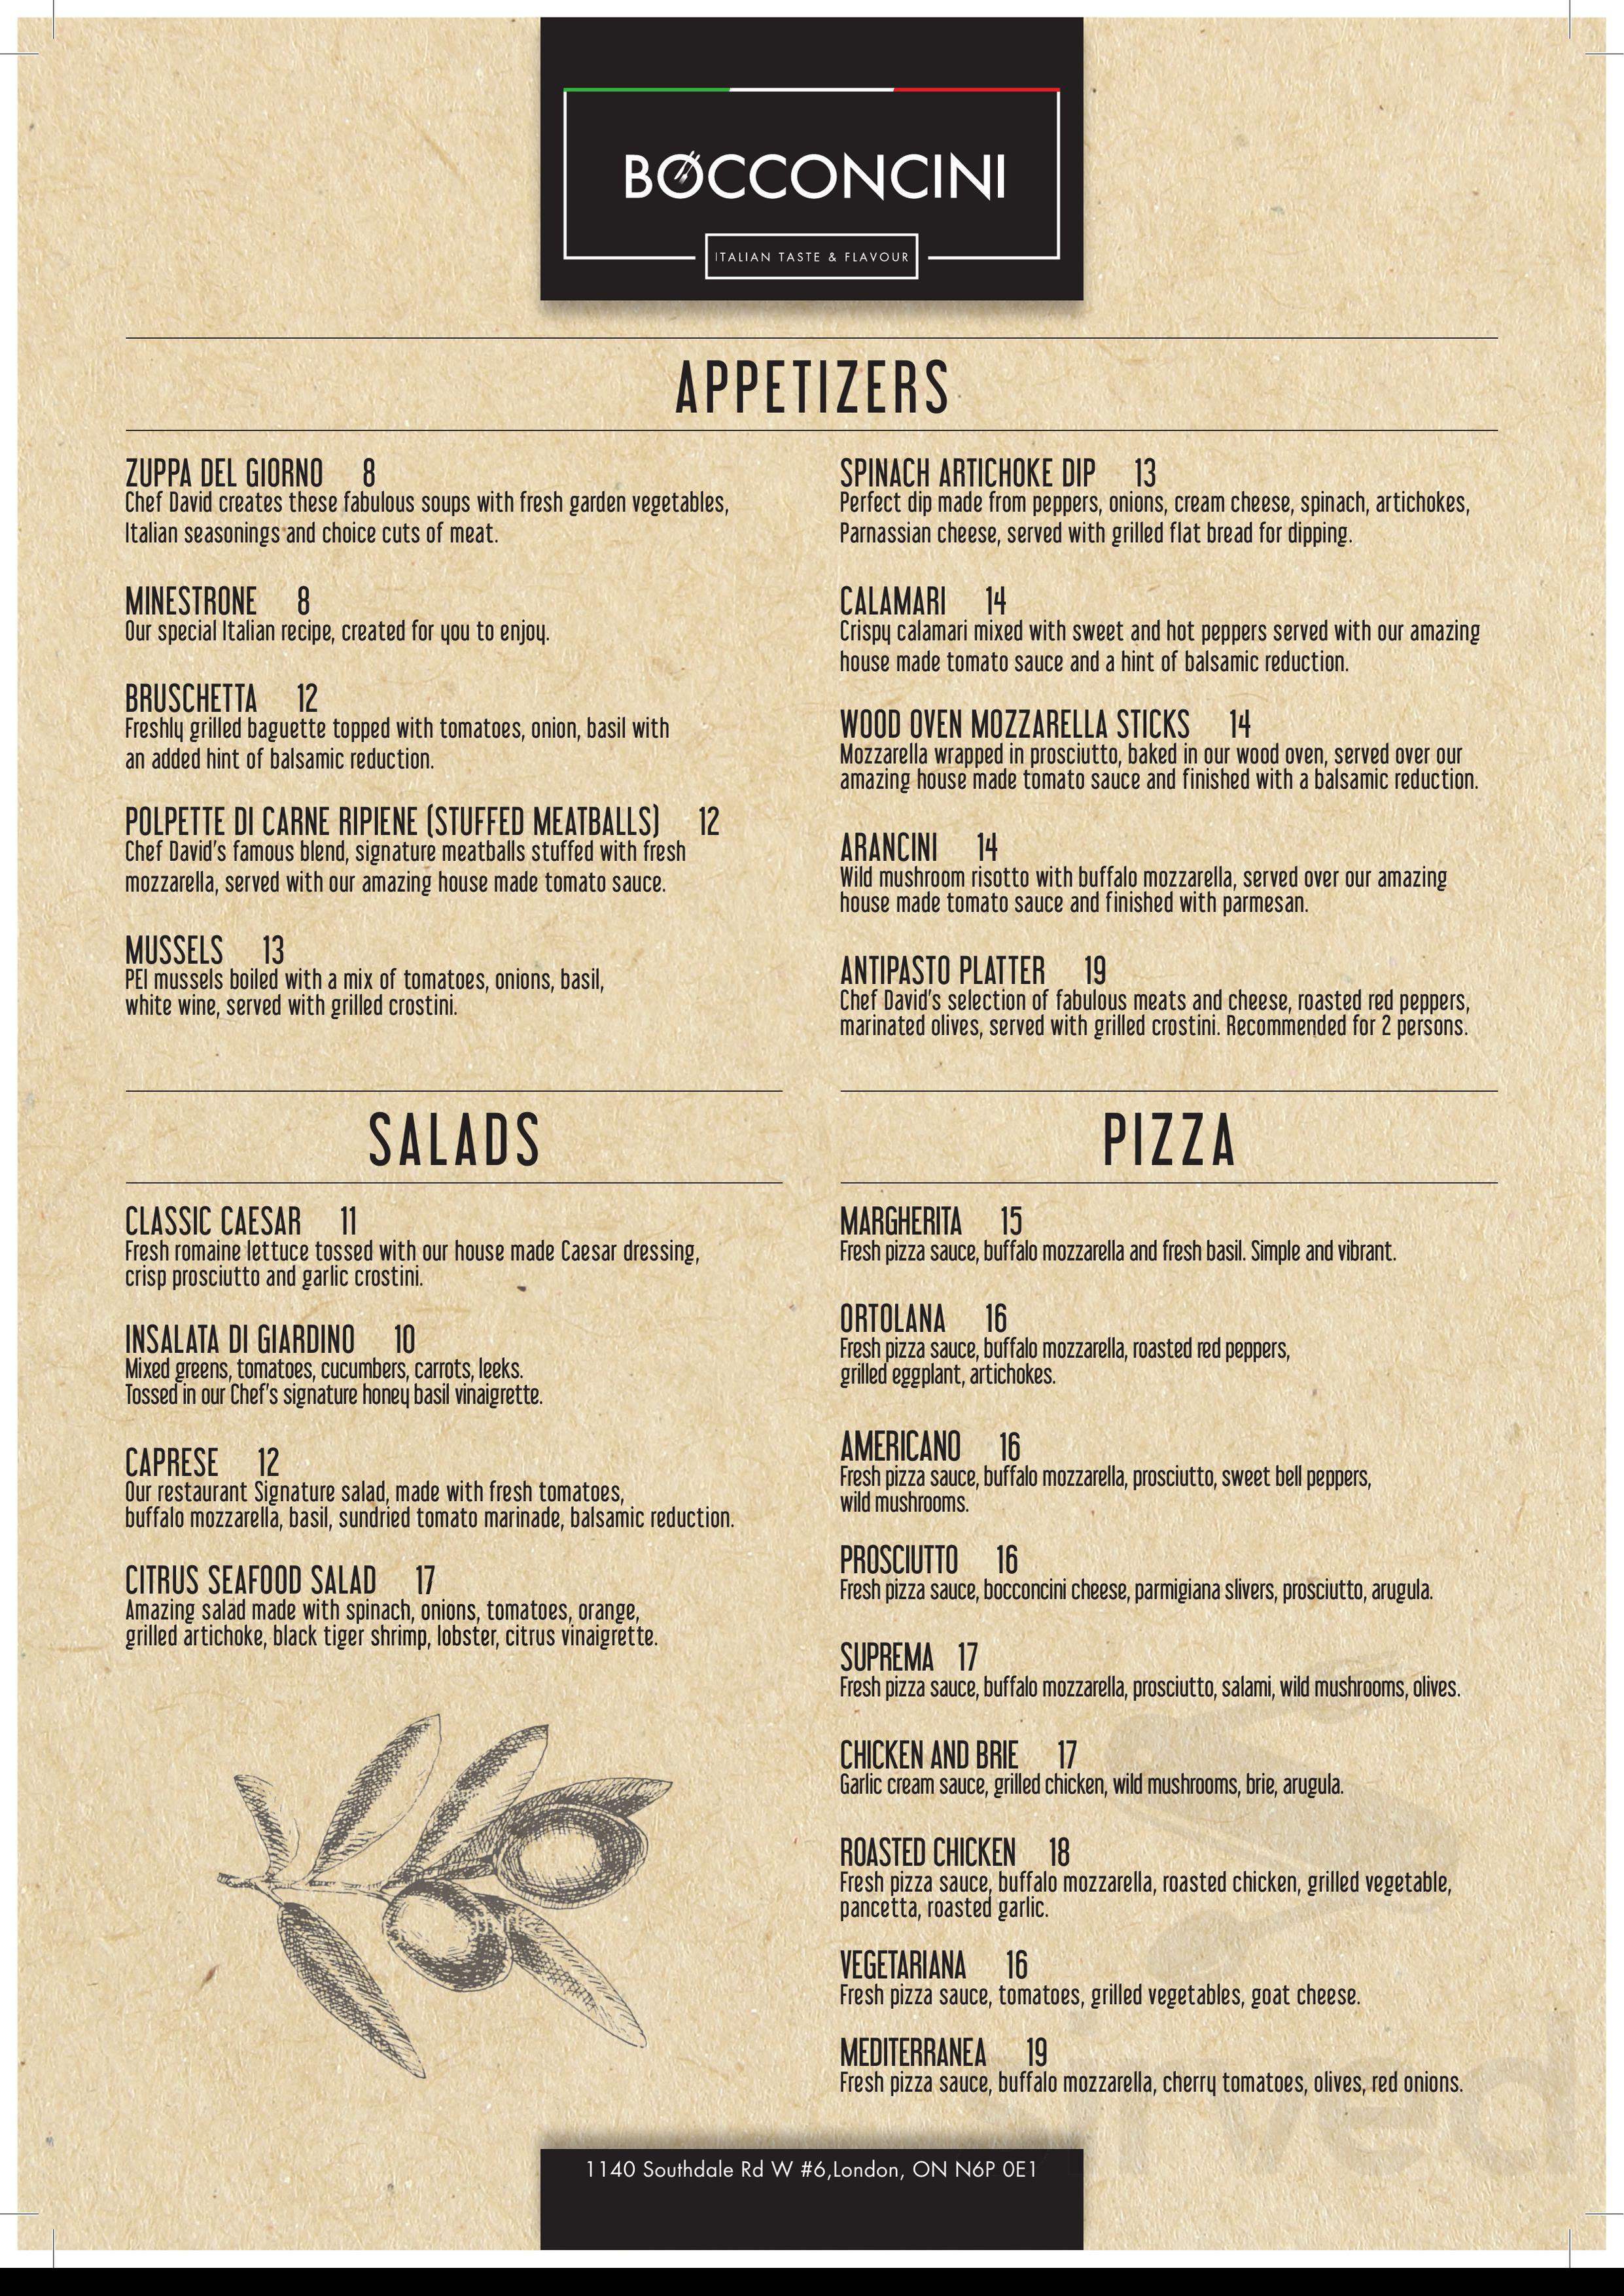 BOCCONCINI
ITALIAN TASTE & FLAVOUR
APPETIZERS
ZUPPA DEL GIORNO 8
Chef David creates these fabulous soups with fresh garden vegetables,
Italian seasonings and choice cuts of meat.
MINESTRONE 8
Our special Italian recipe, created for you to enjoy.
BRUSCHETTA 12
Freshly grilled baguette topped with tomatoes, onion, basil with
an added hint of balsamic reduction.
POLPETTE DI CARNE RIPIENE (STUFFED MEATBALLS) 12
Chef David's famous blend, signature meatballs stuffed with fresh
mozzarella, served with our amazing house made tomato sauce.
MUSSELS 13
PEI mussels boiled with a mix of tomatoes, onions, basil,
white wine, served with grilled crostini.
SPINACH ARTICHOKE DIP 13
Perfect dip made from peppers, onions, cream cheese, spinach, artichokes,
Parnassian cheese, served with grilled flat bread for dipping.
CALAMARI 14
Crispy calamari mixed with sweet and hot peppers served with our amazing
house made tomato sauce and a hint of balsamic reduction.
WOOD OVEN MOZZARELLA STICKS 14
Mozzarella wrapped in prosciutto, baked in our wood oven, served over our
amazing house made tomato sauce and finished with a balsamic reduction.
ARANCINI 14
Wild mushroom risotto with buffalo mozzarella, served over our amazing
house made tomato sauce and finished with parmesan.
ANTIPASTO PLATTER 19
Chef David's selection of fabulous meats and cheese, roasted red peppers,
marinated olives, served with grilled crostini. Recommended for 2 persons.
SALADS
CLASSIC CAESAR 11
Fresh romaine lettuce tossed with our house made Caesar dressing,
crisp prosciutto and garlic crostini.
INSALATA DI GIARDINO 10
Mixed greens, tomatoes, cucumbers, carrots, leeks.
Tossed in our Chef's signature honey basil vinaigrette.
CAPRESE 12
Our restaurant Signature salad, made with fresh tomatoes,
buffalo mozzarella, basil, sundried tomato marinade, balsamic reduction.
CITRUS SEAFOOD SALAD 17
Amazing salad made with spinach, onions, tomatoes, orange,
grilled artichoke, black tiger shrimp, lobster, citrus vinaigrette.
PIZZA
MARGHERITA 15
Fresh pizza sauce, buffalo mozzarella and fresh basil. Simple and vibrant.
ORTOLANA 16
Fresh pizza sauce, buffalo mozzarella, roasted red peppers,
grilled eggplant, artichokes.
AMERICANO 16
Fresh pizza sauce, buffalo mozzarella, prosciutto, sweet bell peppers,
wild mushrooms.
PROSCIUTTO 16
Fresh pizza sauce, bocconcini cheese, parmigiana slivers, prosciutto, arugula.
SUPREMA 17
Fresh pizza sauce, buffalo mozzarella, prosciutto, salami, wild mushrooms, olives.
CHICKEN AND BRIE 17
Garlic cream sauce, grilled chicken, wild mushrooms, brie, arugula.
ROASTED CHICKEN 18
Fresh pizza sauce, buffalo mozzarella, roasted chicken, grilled vegetable,
pancetta, roasted garlic.
VEGETARIANA 16
Fresh pizza sauce, tomatoes, grilled vegetables, goat cheese.
MEDITERRANEA 19
Fresh pizza sauce, buffalo mozzarella, cherry tomatoes, olives, red onions.
1140 Southdale Rd W #6,London, ON N6P 0E1